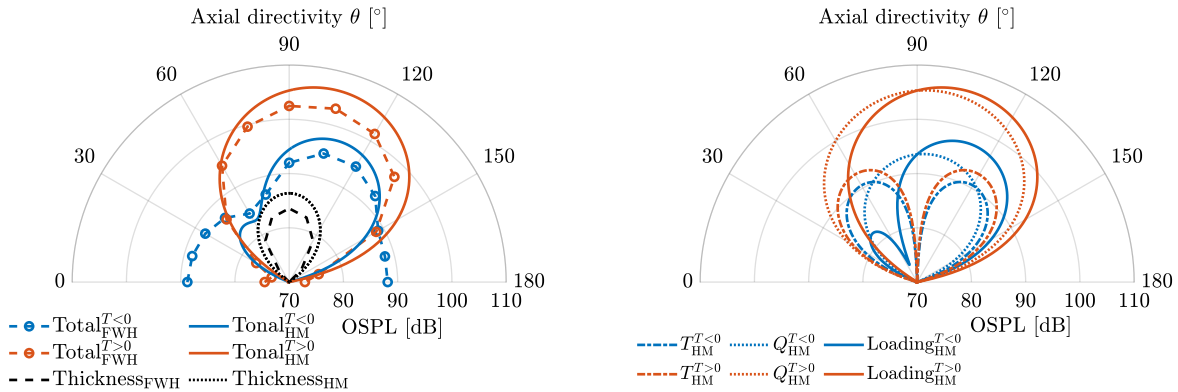 Axial directivity θ [°]
90
60
120
30
150
0
180
70 80 90 100 110
OSPL [dB]
Total_FWH^{T<0}
Tonal_HM^{T<0}
Total_FWH^{T>0}
Tonal_HM^{T>0}
Thickness_FWH
Thickness_HM
Axial directivity θ [°]
90
60
120
30
150
0
180
70 80 90 100 110
OSPL [dB]
T_HM^{T<0} Q_HM^{T<0} Loading_HM^{T<0}
T_HM^{T>0} Q_HM^{T>0} Loading_HM^{T>0}